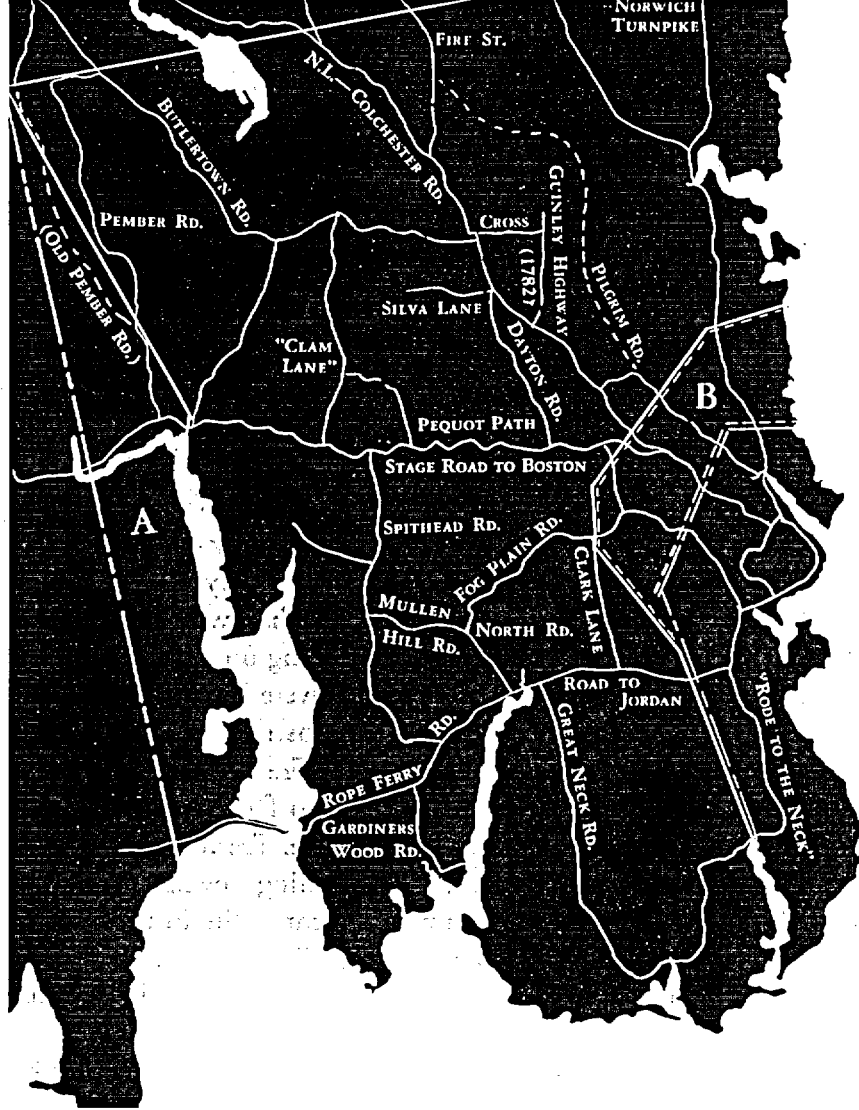 "NORWICH
TURNPIKE
FIRE ST.
N.L.—COLCHESTER RD.
BUTLERTOWN RD.
PEMBER RD.
(OLD PEMBER RD.)
CROSS
GURLEY HIGHWAY
(1782)
PILGRIM RD.
SILVA LANE
DAYTON RD.
"CLAM
LANE"
B
PEQUOT PATH
STAGE ROAD TO BOSTON
A
SPITHEAD RD.
FOG PLAIN RD.
CLARK LANE
MULLEN
HILL RD.
NORTH RD.
ROAD TO
JORDAN
"RODE TO THE NECK"
GREAT NECK RD.
ROPE FERRY
RD.
GARDINERS
WOOD RD.